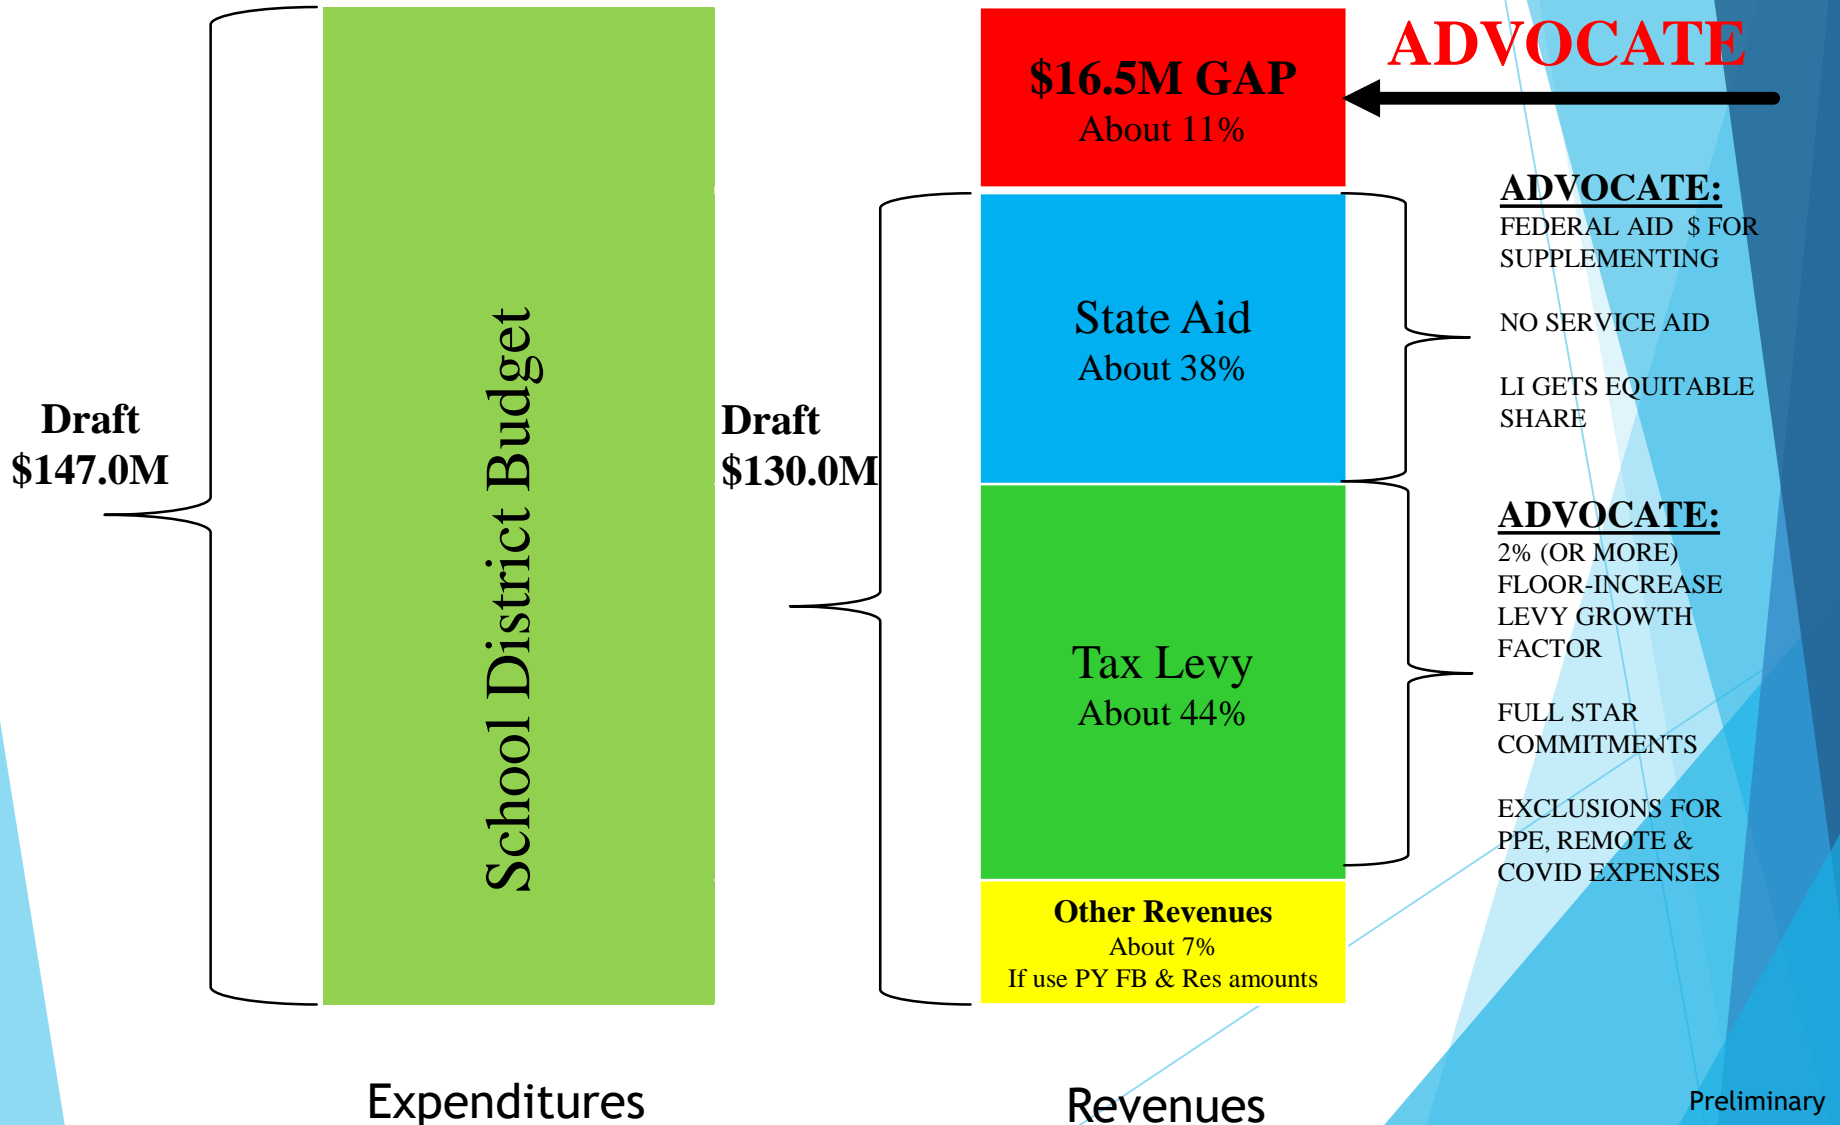 Draft
$147.0M
School District Budget
Expenditures
Draft
$130.0M
$16.5M GAP
About 11%
State Aid
About 38%
Tax Levy
About 44%
Other Revenues
About 7%
If use PY FB & Res amounts
Revenues
ADVOCATE
ADVOCATE:
FEDERAL AID $ FOR
SUPPLEMENTING
NO SERVICE AID
LI GETS EQUITABLE
SHARE
ADVOCATE:
2% (OR MORE)
FLOOR-INCREASE
LEVY GROWTH
FACTOR
FULL STAR
COMMITMENTS
EXCLUSIONS FOR
PPE, REMOTE &
COVID EXPENSES
Preliminary